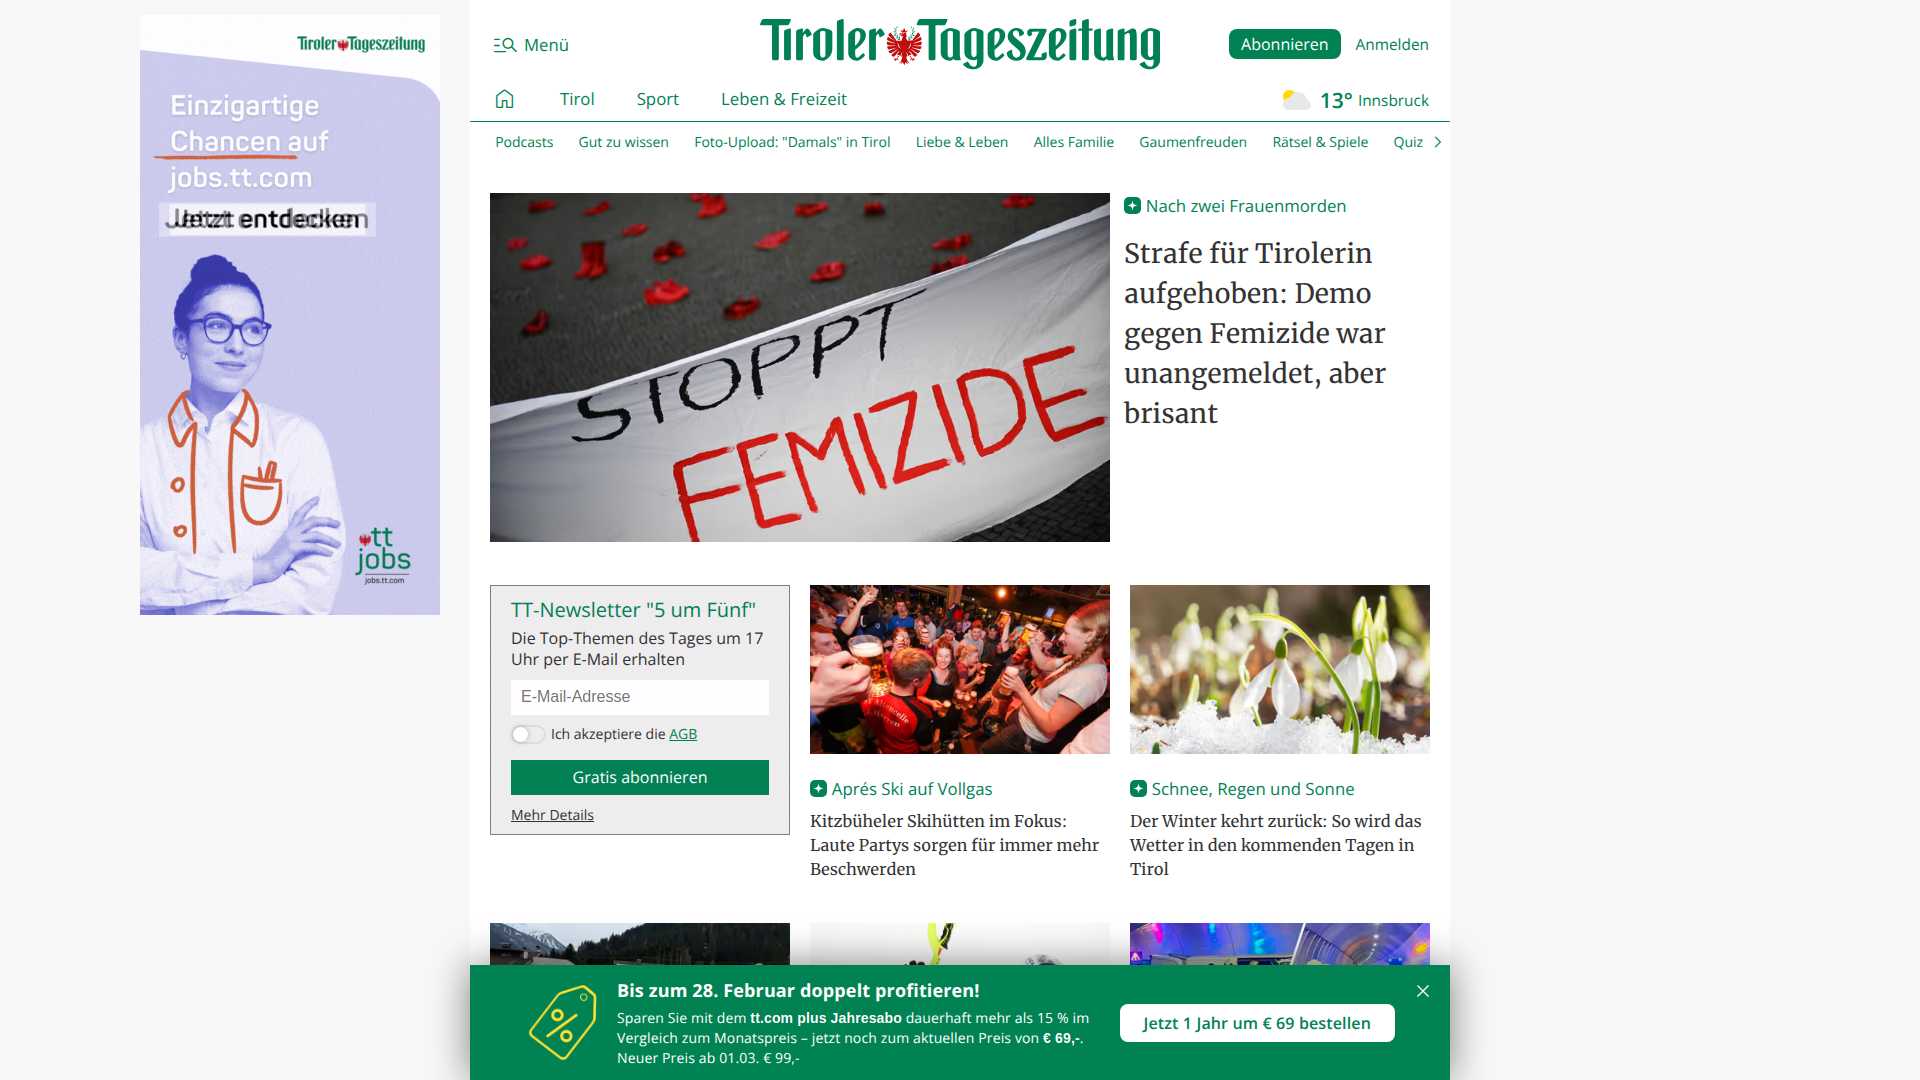 Tiroler Tageszeitung
Einzigartige
Chancen auf
jobs.tt.com
Jetzt entdecken
tt
jobs
jobs.tt.com
Menü
Tiroler Tageszeitung
Abonnieren
Anmelden
Tirol
Sport
Leben & Freizeit
13° Innsbruck
Podcasts
Gut zu wissen
Foto-Upload: "Damals" in Tirol
Liebe & Leben
Alles Familie
Gaumenfreuden
Rätsel & Spiele
Quiz
STOPPT
FEMIZIDE
Nach zwei Frauenmorden
Strafe für Tirolerin
aufgehoben: Demo
gegen Femizide war
unangemeldet, aber
brisant
TT-Newsletter "5 um Fünf"
Die Top-Themen des Tages um 17
Uhr per E-Mail erhalten
E-Mail-Adresse
Ich akzeptiere die AGB
Gratis abonnieren
Mehr Details
Aprés Ski auf Vollgas
Kitzbüheler Skihütten im Fokus:
Laute Partys sorgen für immer mehr
Beschwerden
Schnee, Regen und Sonne
Der Winter kehrt zurück: So wird das
Wetter in den kommenden Tagen in
Tirol
Bis zum 28. Februar doppelt profitieren!
Sparen Sie mit dem tt.com plus Jahresabo dauerhaft mehr als 15 % im
Vergleich zum Monatspreis – jetzt noch zum aktuellen Preis von € 69,-.
Neuer Preis ab 01.03. € 99,-
Jetzt 1 Jahr um € 69 bestellen